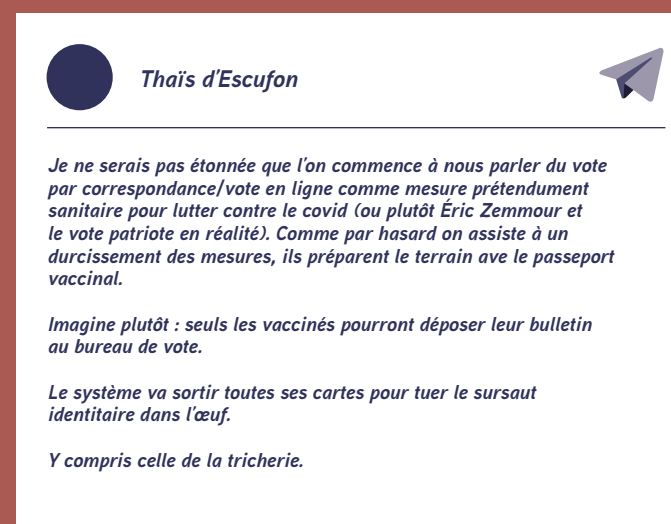 Thaïs d'Escufon
Je ne serais pas étonnée que l'on commence à nous parler du vote
par correspondance/vote en ligne comme mesure prétendument
sanitaire pour lutter contre le covid (ou plutôt Éric Zemmour et
le vote patriote en réalité). Comme par hasard on assiste à un
durcissement des mesures, ils préparent le terrain ave le passeport
vaccinal.
Imagine plutôt : seuls les vaccinés pourront déposer leur bulletin
au bureau de vote.
Le système va sortir toutes ses cartes pour tuer le sursaut
identitaire dans l'œuf.
Y compris celle de la tricherie.